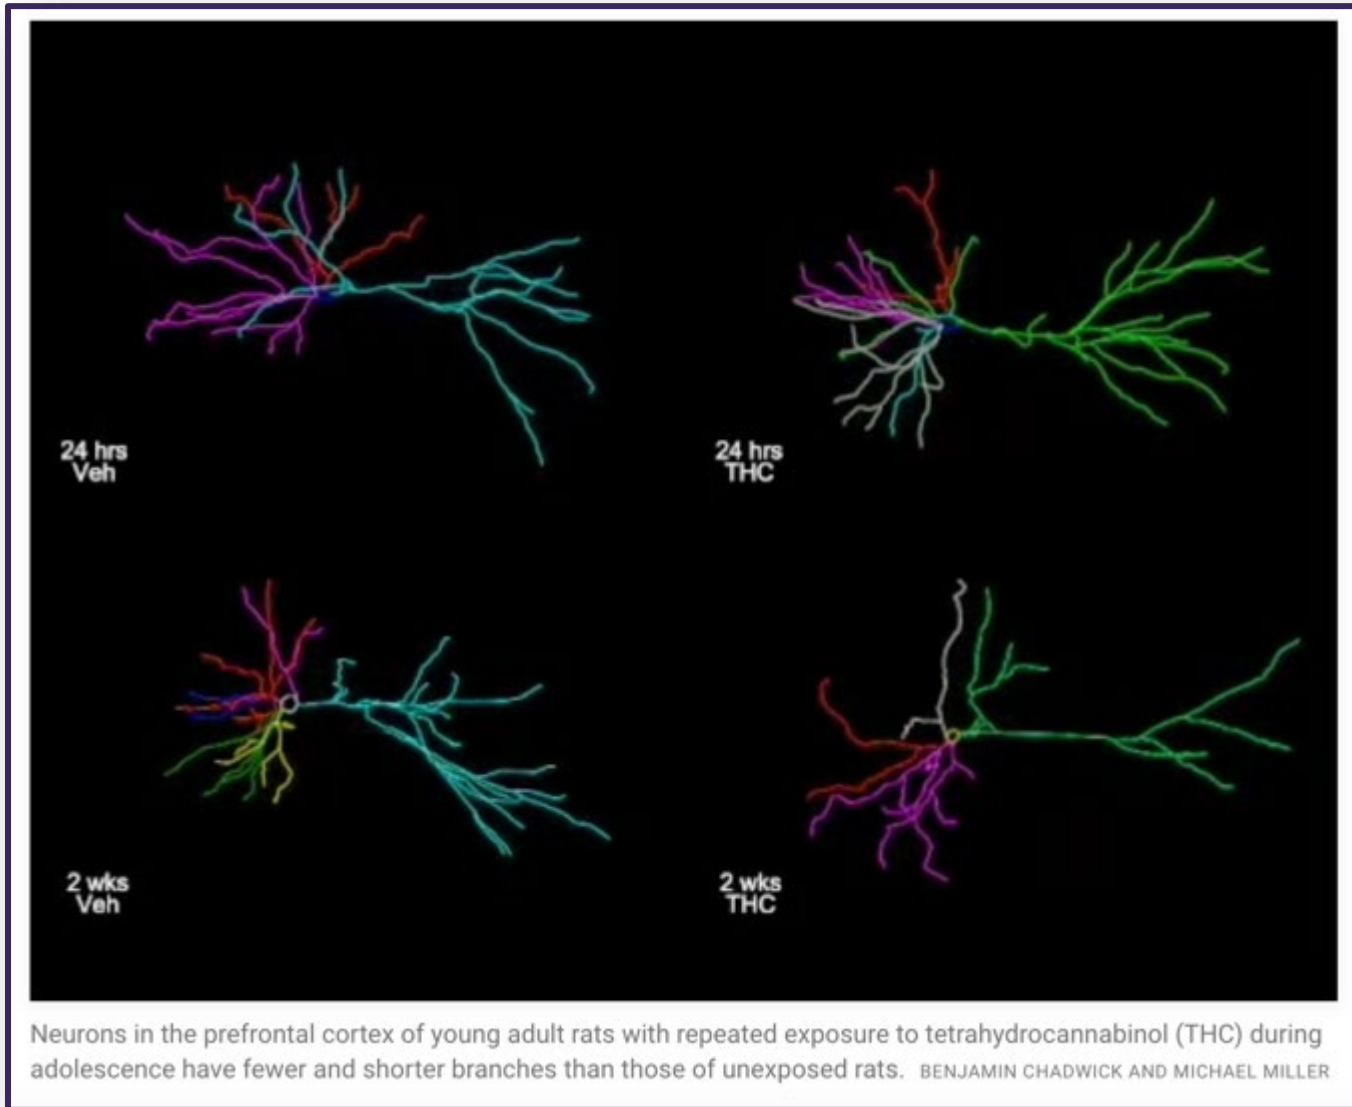 24 hrs
Veh
24 hrs
THC
2 wks
Veh
2 wks
THC
Neurons in the prefrontal cortex of young adult rats with repeated exposure to tetrahydrocannabinol (THC) during
adolescence have fewer and shorter branches than those of unexposed rats. BENJAMIN CHADWICK AND MICHAEL MILLER